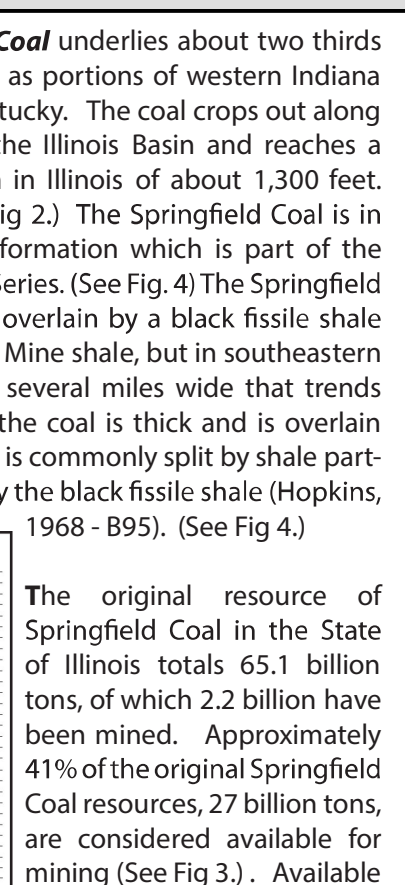 Coal underlies about two thirds
as portions of western Indiana
tucky. The coal crops out along
the Illinois Basin and reaches a
in Illinois of about 1,300 feet.
ig 2.) The Springfield Coal is in
formation which is part of the
Series. (See Fig. 4) The Springfield
overlain by a black fissile shale
Mine shale, but in southeastern
several miles wide that trends
the coal is thick and is overlain
is commonly split by shale part-
y the black fissile shale (Hopkins,
1968 - B95). (See Fig 4.)
The original resource of
Springfield Coal in the State
of Illinois totals 65.1 billion
tons, of which 2.2 billion have
been mined. Approximately
41% of the original Springfield
Coal resources, 27 billion tons,
are considered available for
mining (See Fig 3.) . Available